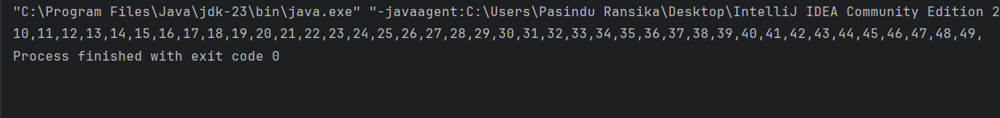 "C:\Program Files\Java\jdk-23\bin\java.exe" "-javaagent:C:\Users\Pasindu Ransika\Desktop\IntelliJ IDEA Community Edition 2
10,11,12,13,14,15,16,17,18,19,20,21,22,23,24,25,26,27,28,29,30,31,32,33,34,35,36,37,38,39,40,41,42,43,44,45,46,47,48,49,
Process finished with exit code 0